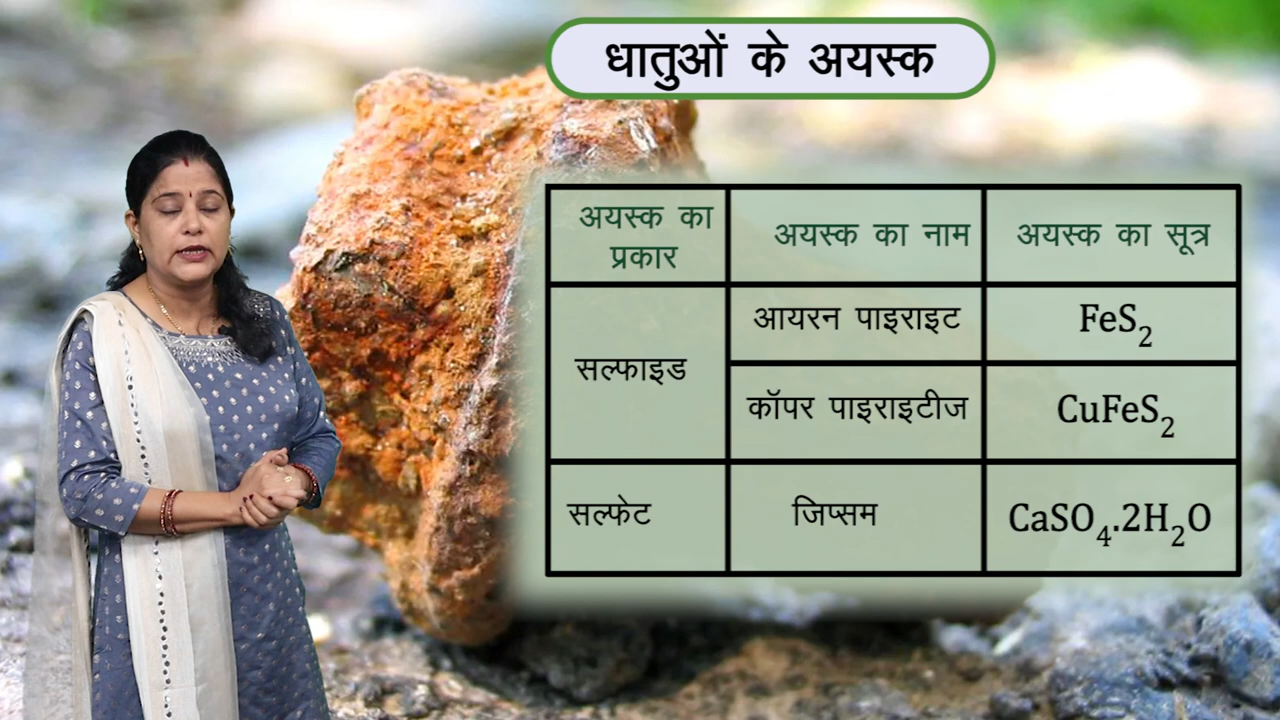 धातुओं के अयस्क
अयस्क का
प्रकार
अयस्क का नाम
अयस्क का सूत्र
सल्फाइड
आयरन पाइराइट
FeS₂
कॉपर पाइराइटीज
CuFeS₂
सल्फेट
जिप्सम
CaSO₄.2H₂O